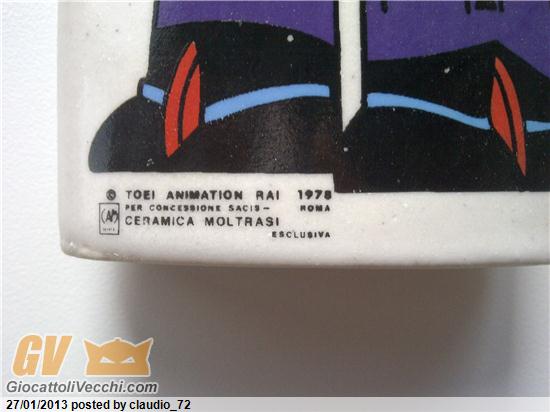 © TOEI ANIMATION RAI 1978
PER CONCESSIONE SACIS – ROMA
CAM
CERAMICA MOLTRASI
ESCLUSIVA
GV
GiocattoliVecchi.com
27/01/2013 posted by claudio_72